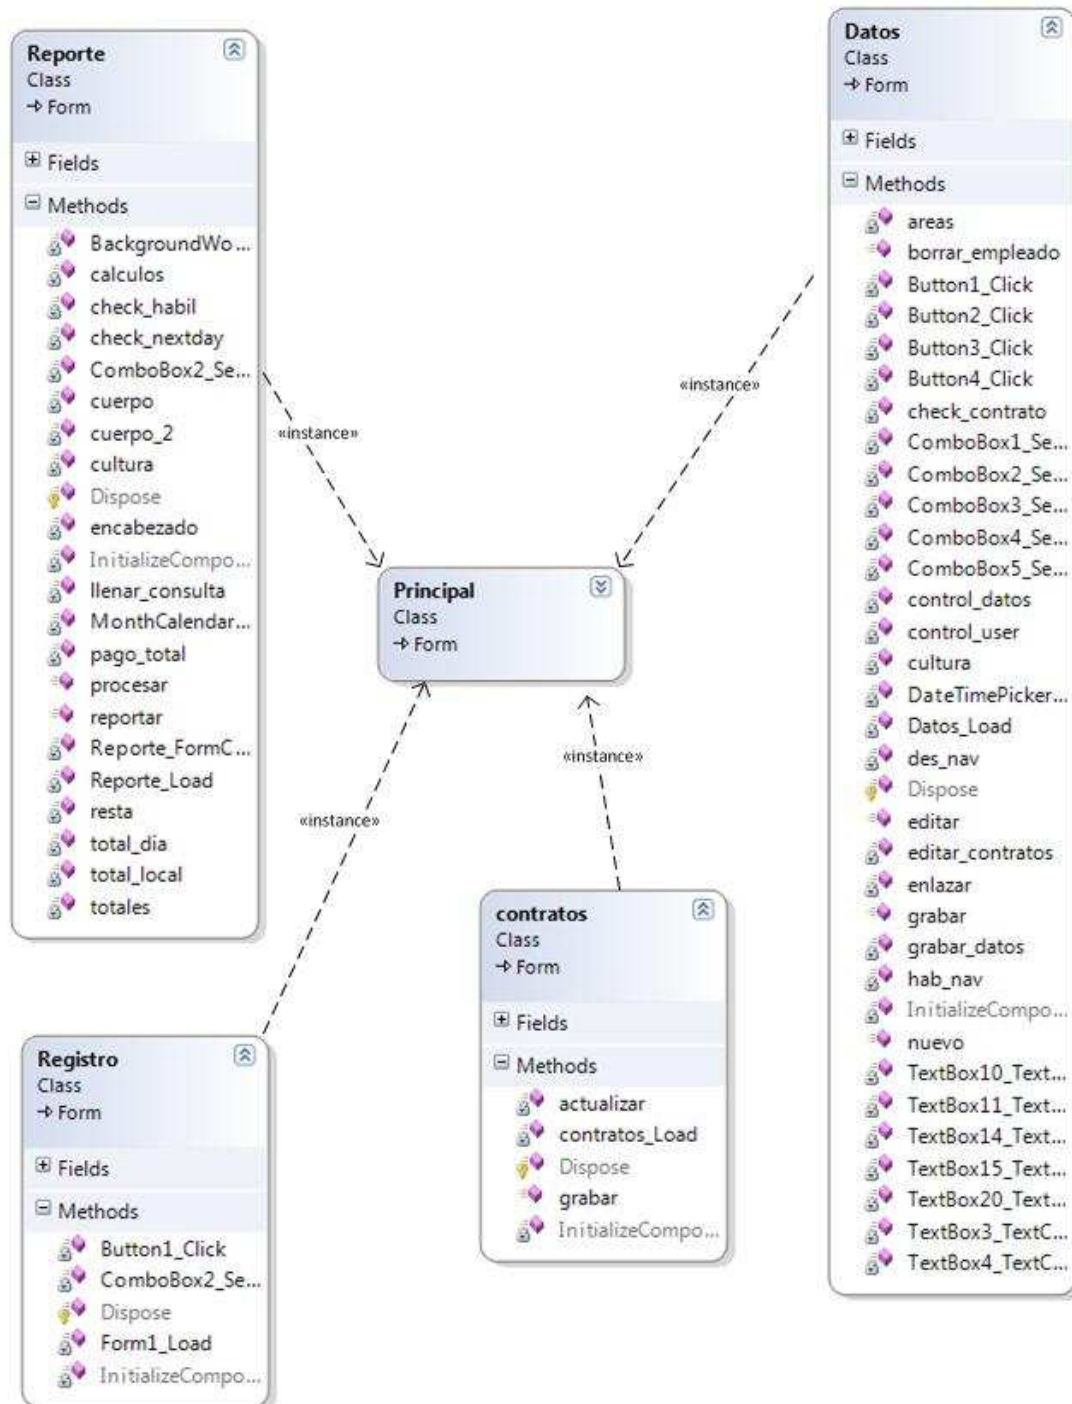 Reporte
Class
Form
Fields
Methods
BackgroundWo...
calculos
check_habil
check_nextday
ComboBox2_Se...
cuerpo
cuerpo_2
cultura
Dispose
encabezado
InitializeCompo...
llenar_consulta
MonthCalendar...
pago_total
procesar
reportar
Reporte_FormC...
Reporte_Load
resta
total_dia
total_local
totales
«instance»
Principal
Class
Form
«instance»
Datos
Class
Form
Fields
Methods
areas
borrar_empleado
Button1_Click
Button2_Click
Button3_Click
Button4_Click
check_contrato
ComboBox1_Se...
ComboBox2_Se...
ComboBox3_Se...
ComboBox4_Se...
ComboBox5_Se...
control_datos
control_user
cultura
DateTimePicker...
Datos_Load
des_nav
Dispose
editar
editar_contratos
enlazar
grabar
grabar_datos
hab_nav
InitializeCompo...
nuevo
TextBox10_Text...
TextBox11_Text...
TextBox14_Text...
TextBox15_Text...
TextBox20_Text...
TextBox3_TextC...
TextBox4_TextC...
«instance»
«instance»
Registro
Class
Form
Fields
Methods
Button1_Click
ComboBox2_Se...
Dispose
Form1_Load
InitializeCompo...
contratos
Class
Form
Fields
Methods
actualizar
contratos_Load
Dispose
grabar
InitializeCompo...